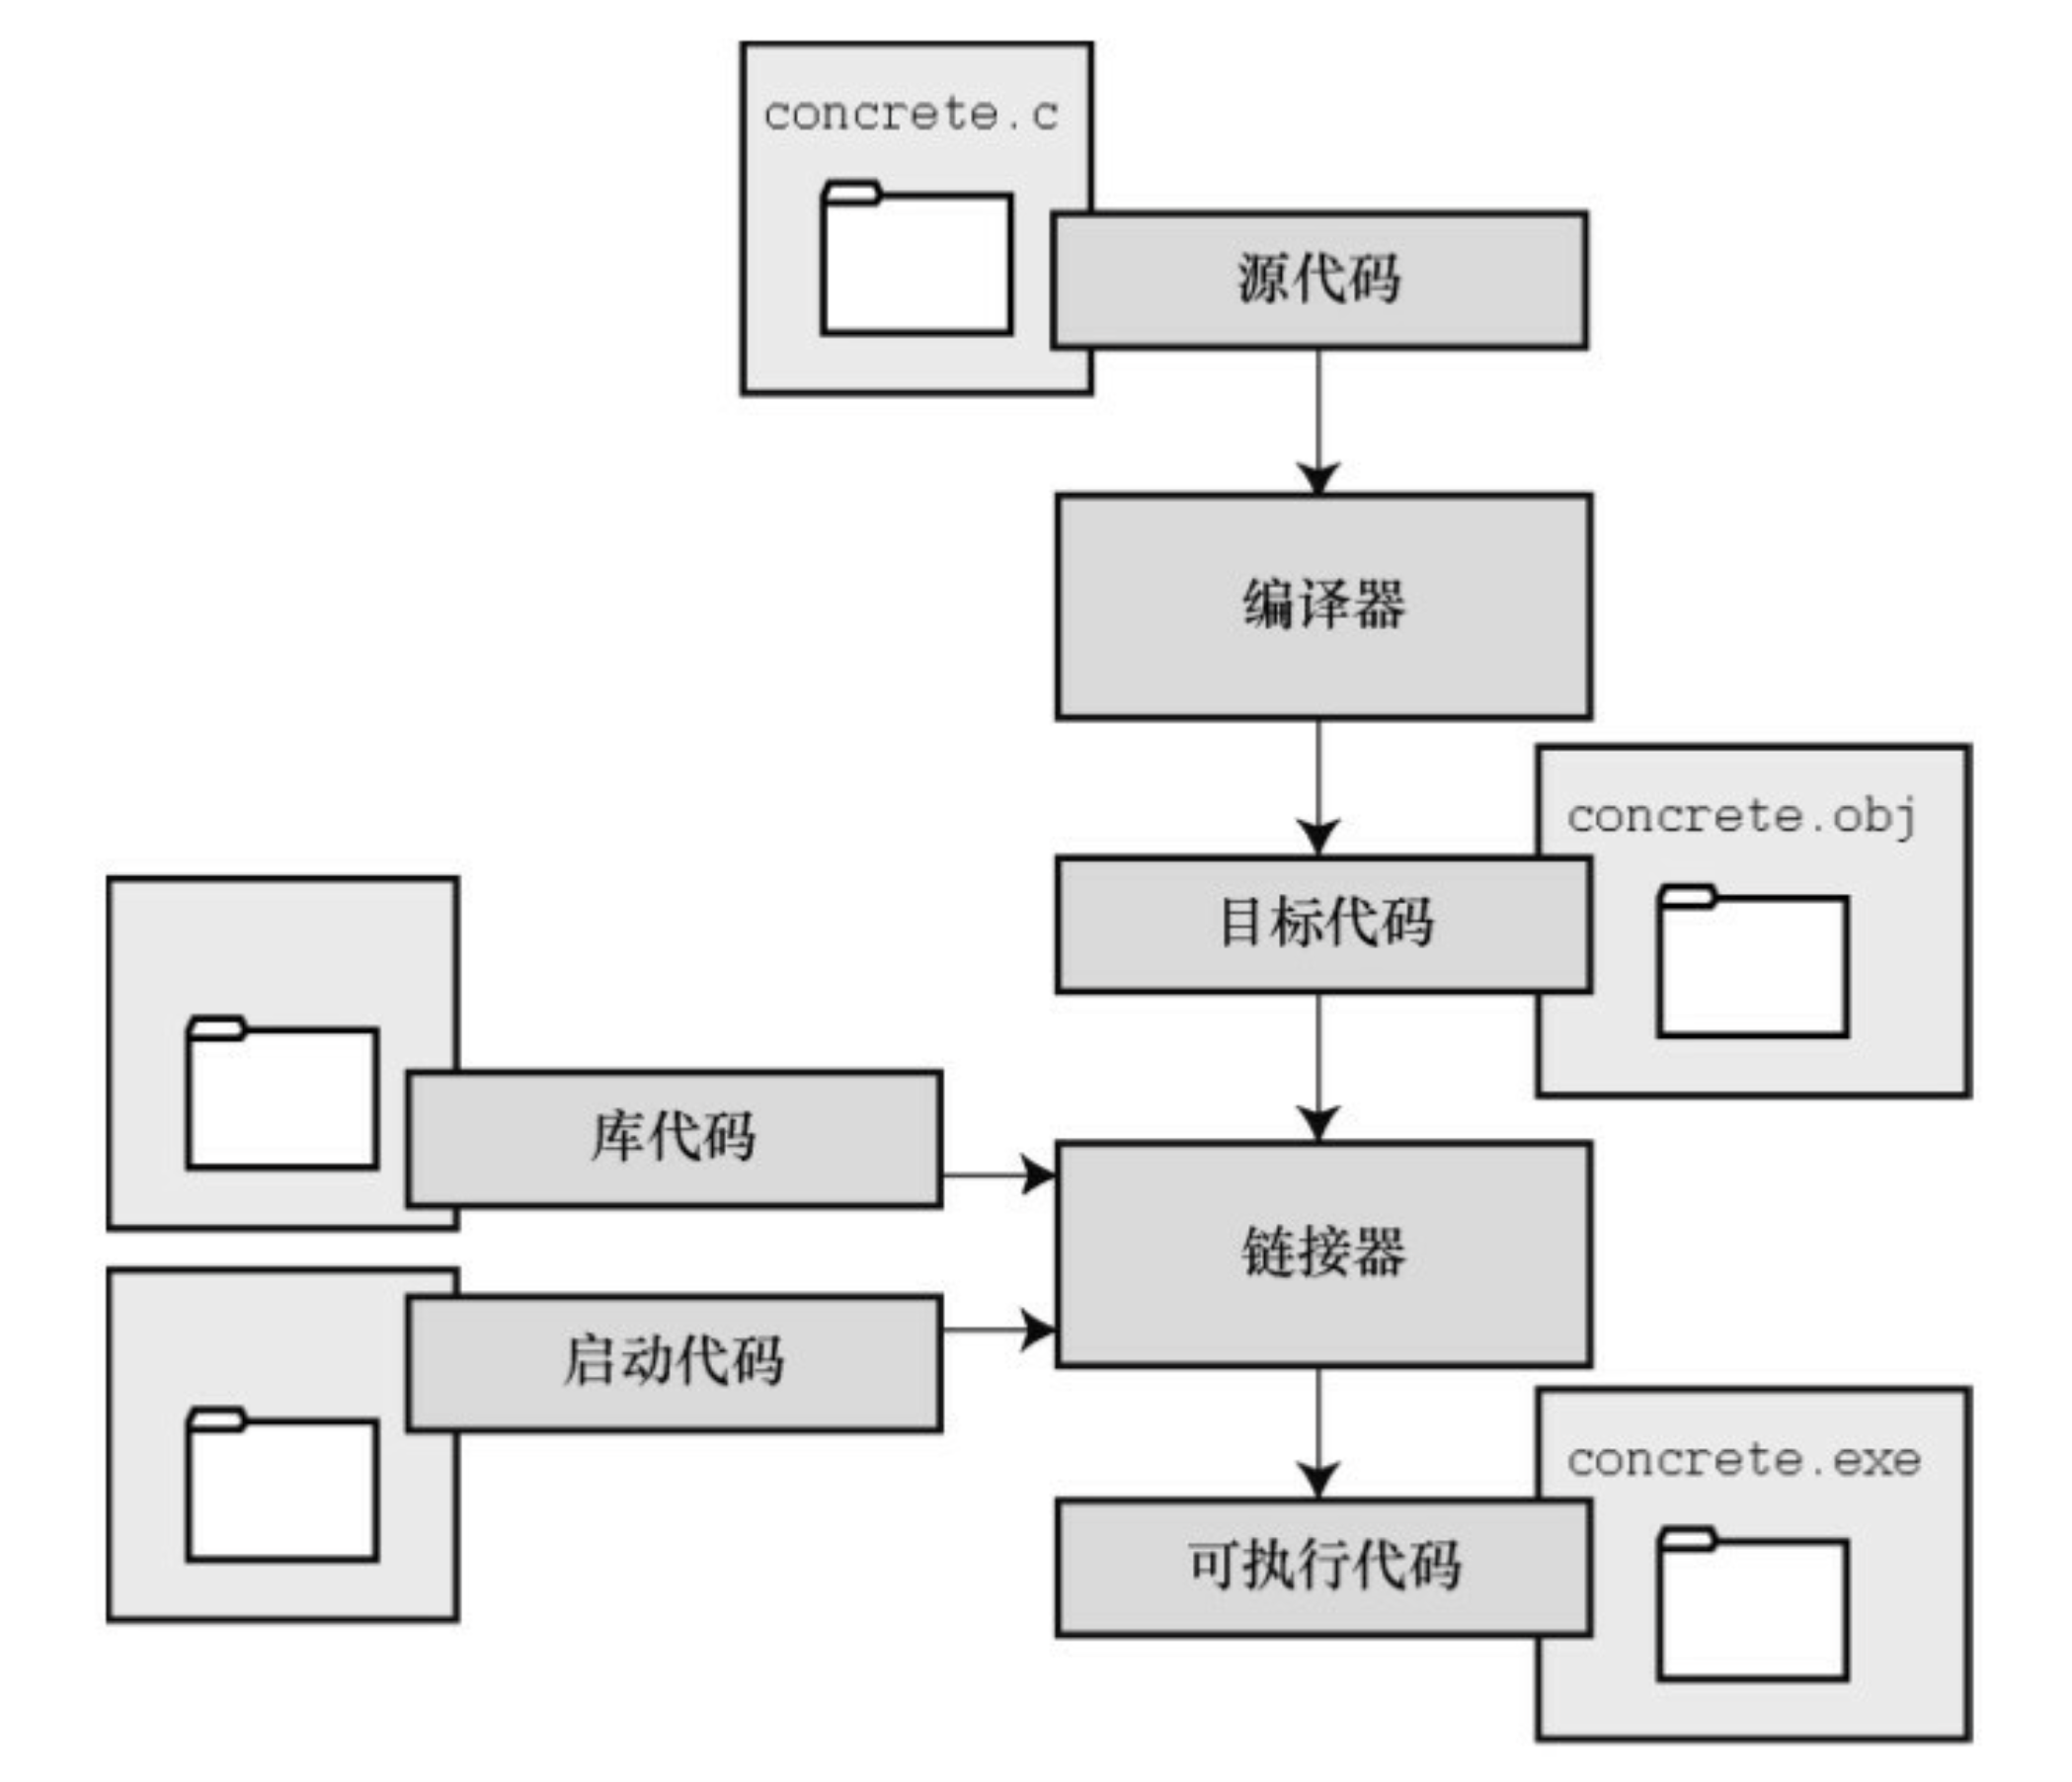 concrete.c
源代码
编译器
concrete.obj
目标代码
库代码
链接器
启动代码
concrete.exe
可执行代码